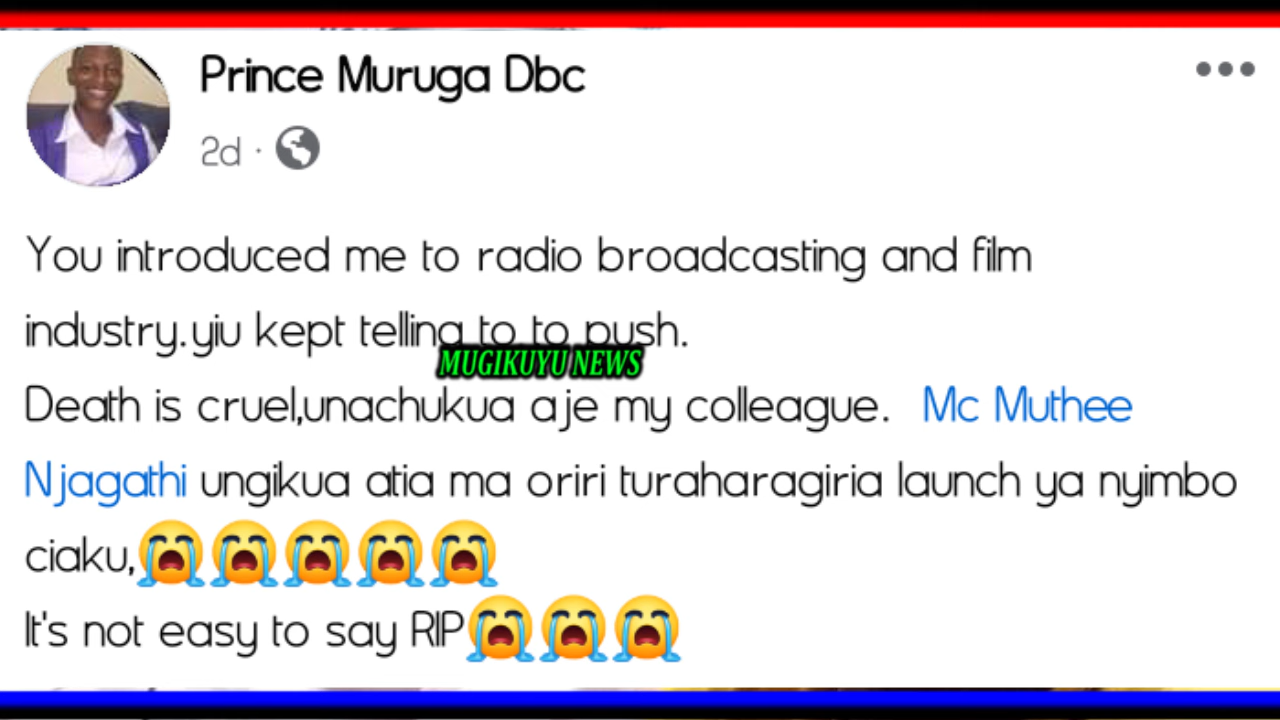 Prince Muruga Dbc
2d ·
You introduced me to radio broadcasting and film
industry.yiu kept telling to to push.
MUGIKUYU NEWS
Death is cruel,unachukua aje my colleague. Mc Muthee
Njagathi ungikua atia ma oriri turaharagiria launch ya nyimbo
ciaku,😭😭😭😭😭
It's not easy to say RIP😭😭😭